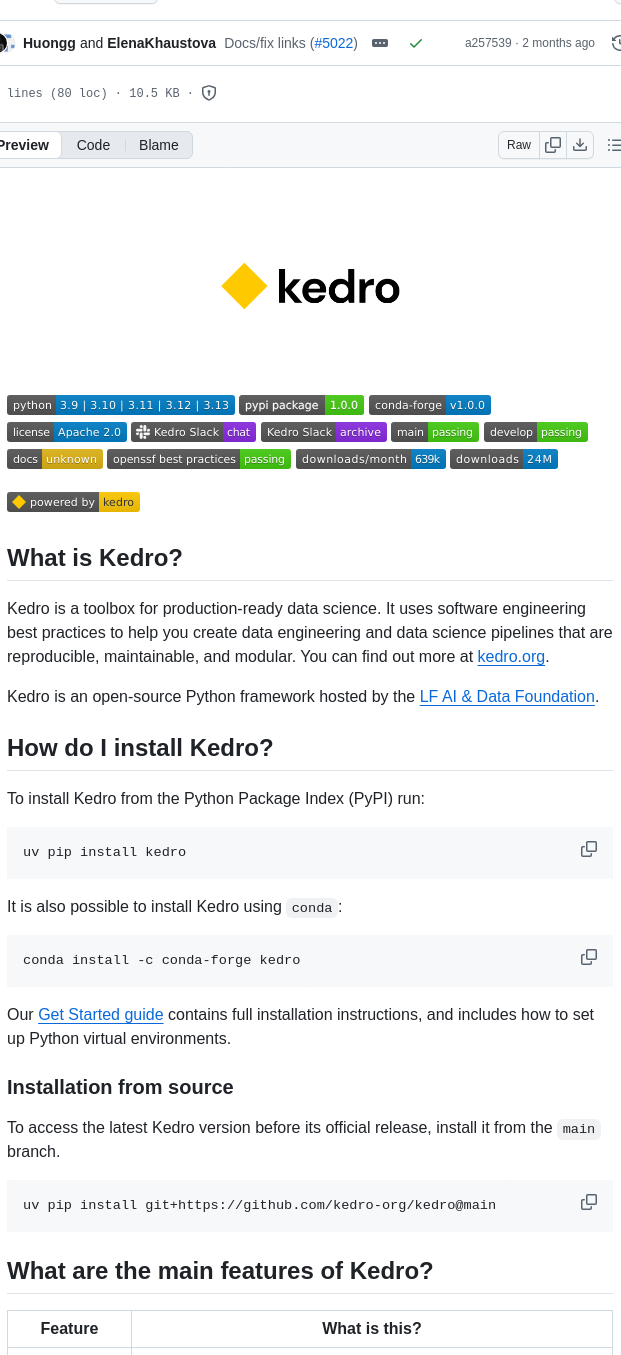 Huongg and ElenaKhaustova Docs/fix links (#5022) a257539 · 2 months ago
lines (80 loc) · 10.5 KB ·
Preview Code Blame Raw
kedro
python 3.9 | 3.10 | 3.11 | 3.12 | 3.13 pypi package 1.0.0 conda-forge v1.0.0
license Apache 2.0 Kedro Slack chat Kedro Slack archive main passing develop passing
docs unknown openssf best practices passing downloads/month 639k downloads 24M
powered by kedro
What is Kedro?
Kedro is a toolbox for production-ready data science. It uses software engineering
best practices to help you create data engineering and data science pipelines that are
reproducible, maintainable, and modular. You can find out more at kedro.org.
Kedro is an open-source Python framework hosted by the LF AI & Data Foundation.
How do I install Kedro?
To install Kedro from the Python Package Index (PyPI) run:
uv pip install kedro
It is also possible to install Kedro using conda:
conda install -c conda-forge kedro
Our Get Started guide contains full installation instructions, and includes how to set
up Python virtual environments.
Installation from source
To access the latest Kedro version before its official release, install it from the main
branch.
uv pip install git+https://github.com/kedro-org/kedro@main
What are the main features of Kedro?
Feature What is this?